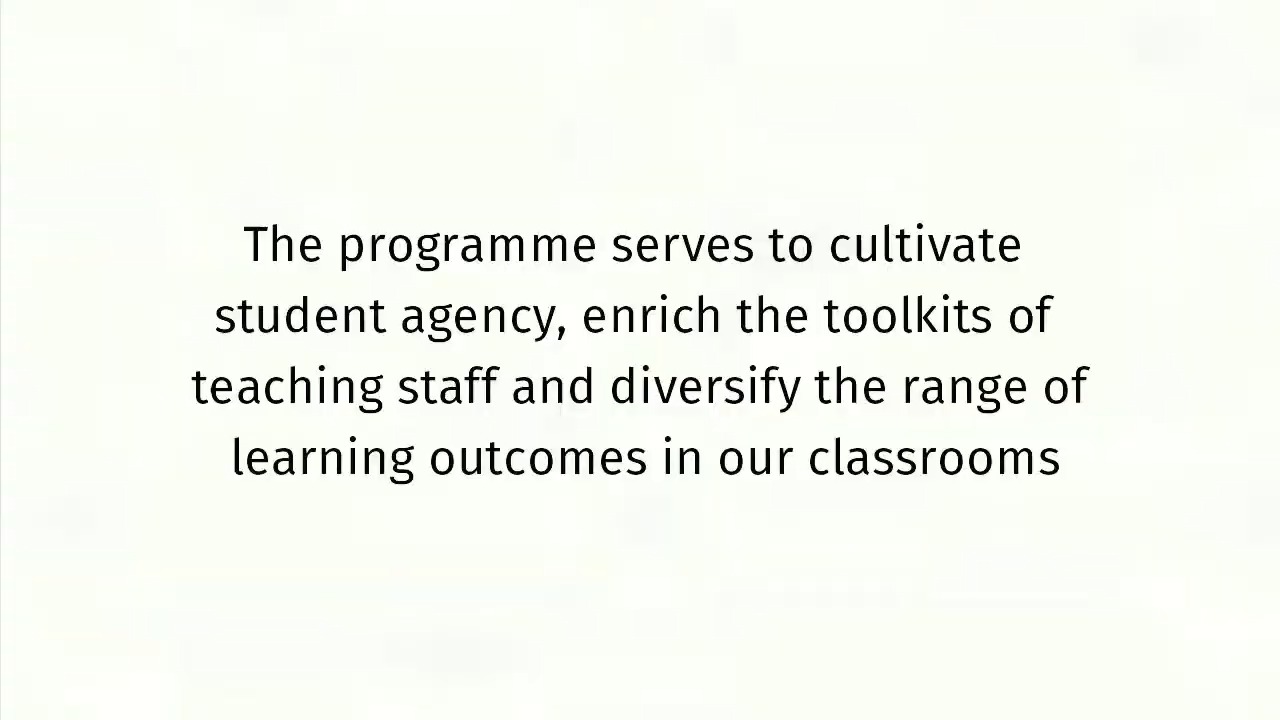 The programme serves to cultivate
student agency, enrich the toolkits of
teaching staff and diversify the range of
learning outcomes in our classrooms